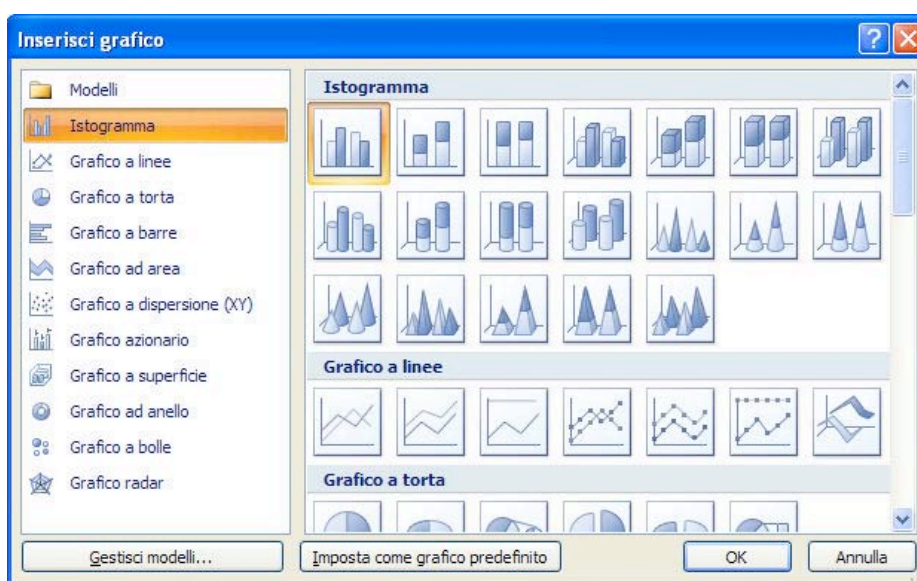 Inserisci grafico
Modelli
Istogramma
Grafico a linee
Grafico a torta
Grafico a barre
Grafico ad area
Grafico a dispersione (XY)
Grafico azionario
Grafico a superficie
Grafico ad anello
Grafico a bolle
Grafico radar
Istogramma
Grafico a linee
Grafico a torta
Gestisci modelli...
Imposta come grafico predefinito
OK
Annulla